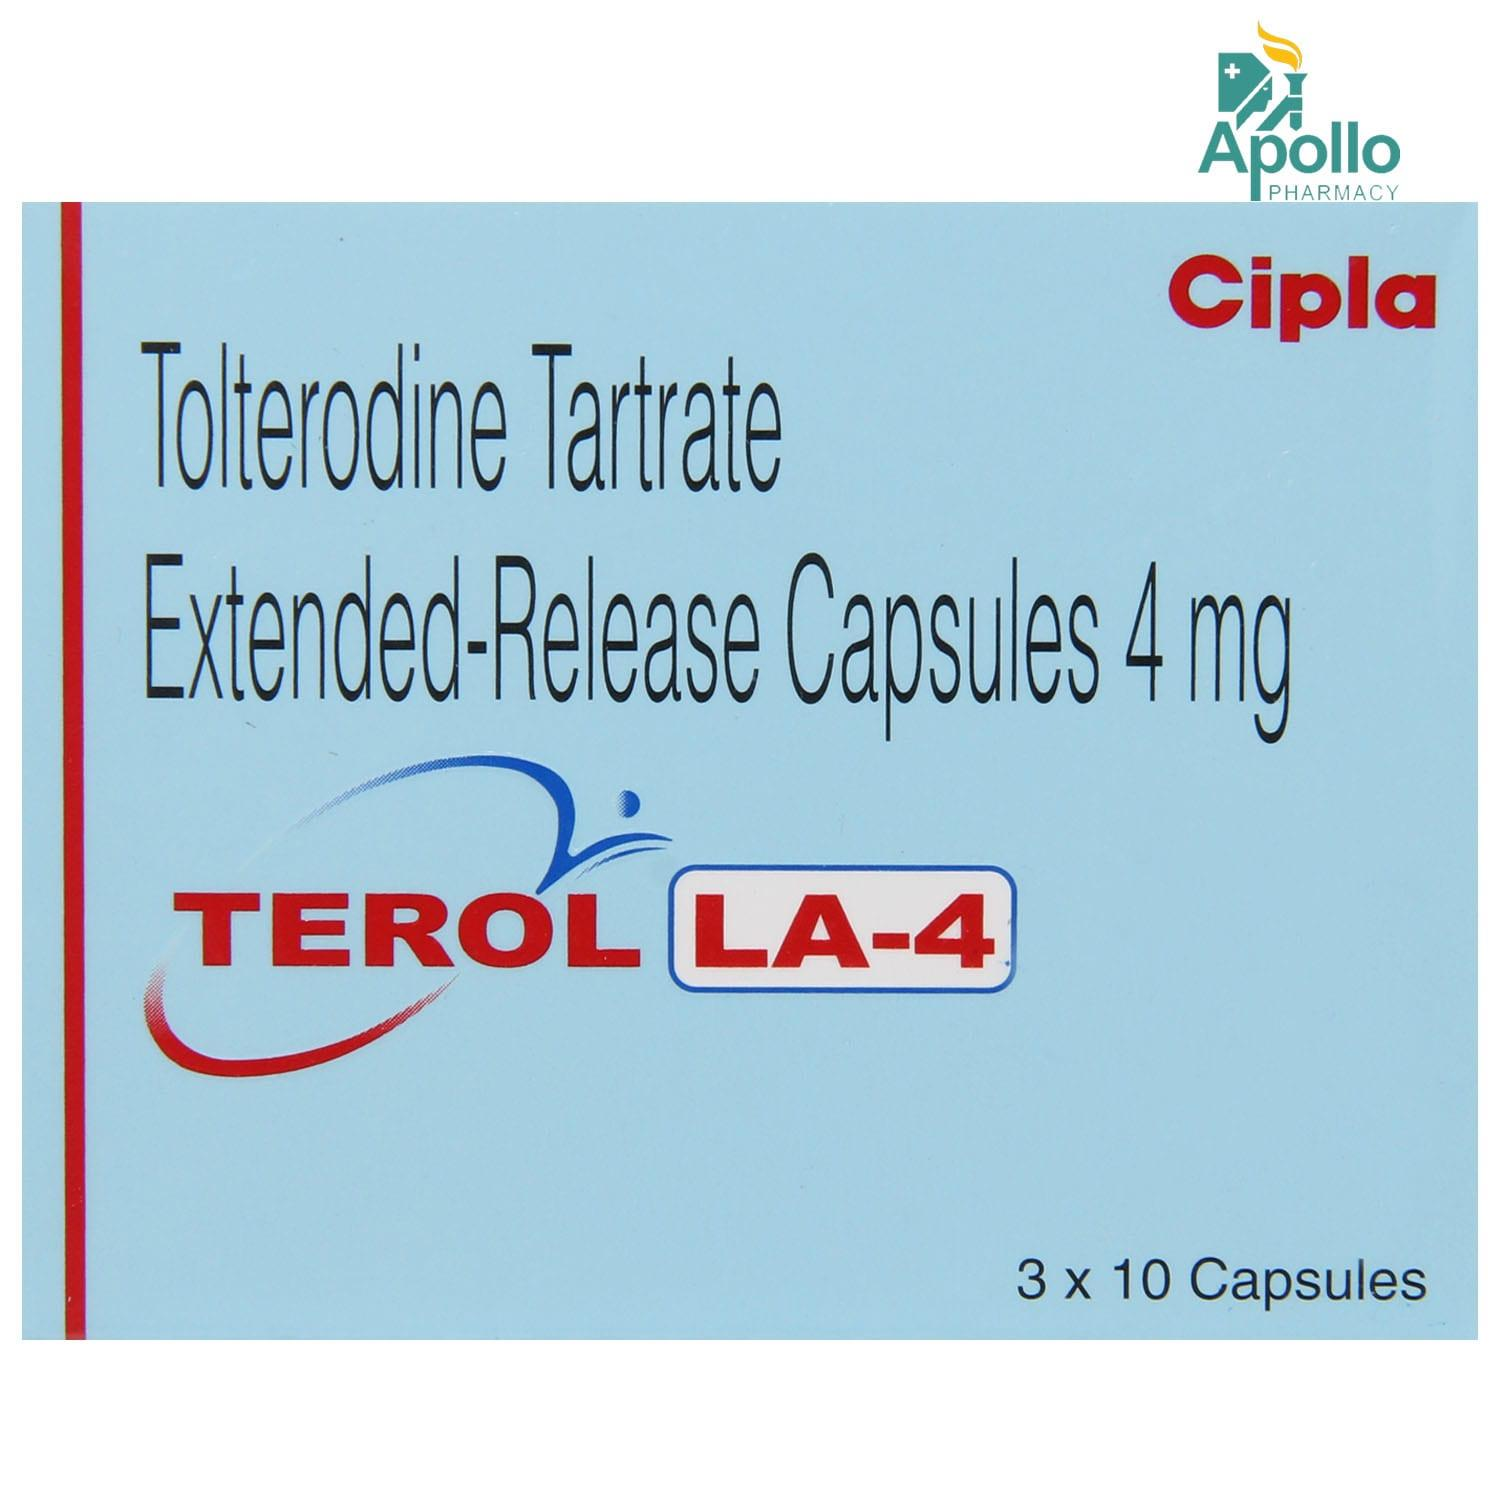 Apollo
PHARMACY
Cipla
Tolterodine Tartrate
Extended-Release Capsules 4 mg
TEROL LA-4
3 x 10 Capsules